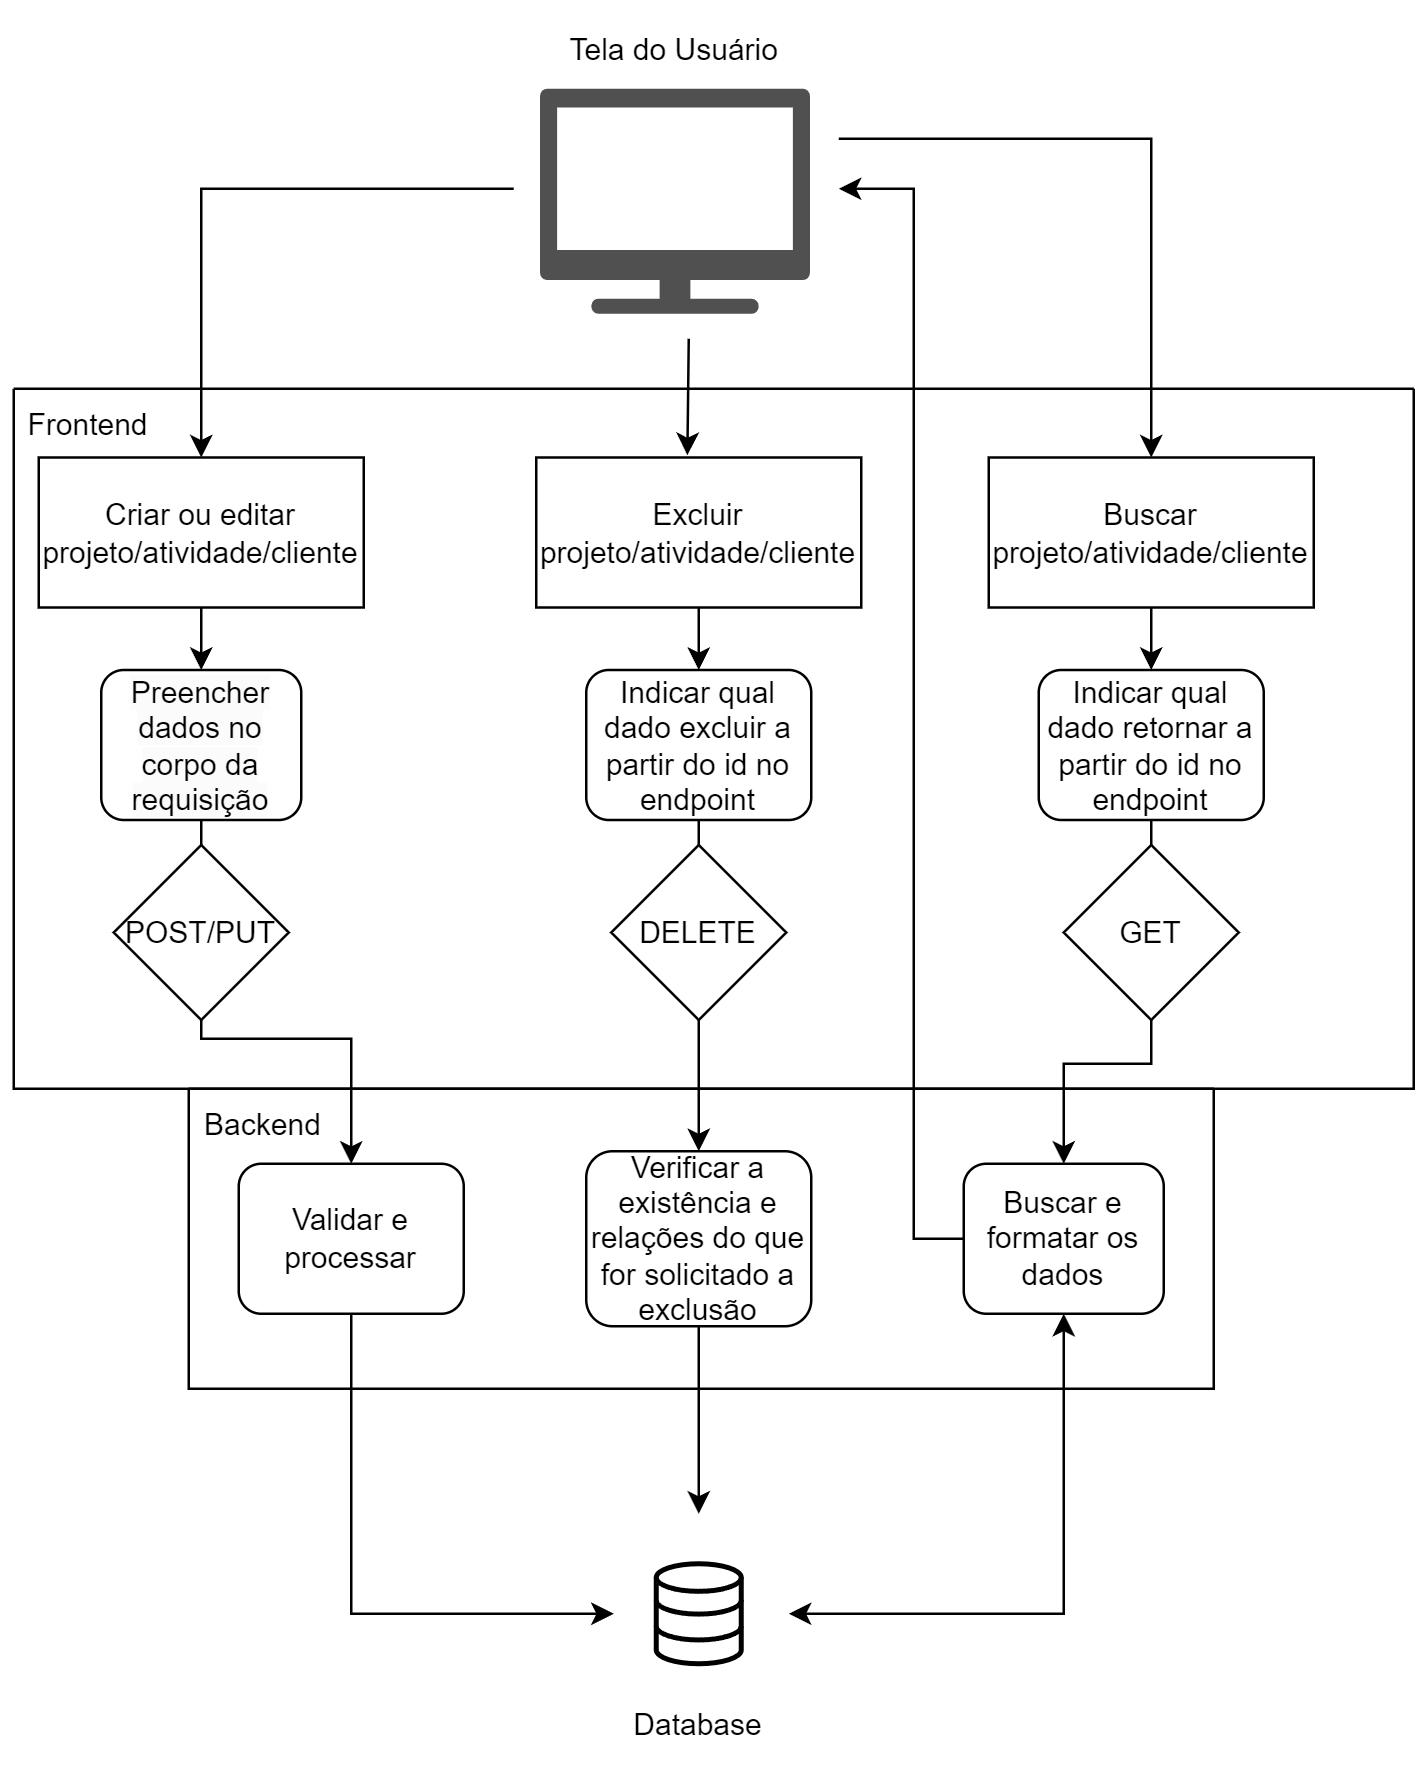 Tela do Usuário
Frontend
Criar ou editar
projeto/atividade/cliente
Excluir
projeto/atividade/cliente
Buscar
projeto/atividade/cliente
Preencher
dados no
corpo da
requisição
Indicar qual
dado excluir a
partir do id no
endpoint
Indicar qual
dado retornar a
partir do id no
endpoint
POST/PUT
DELETE
GET
Backend
Validar e
processar
Verificar a
existência e
relações do que
for solicitado a
exclusão
Buscar e
formatar os
dados
Database